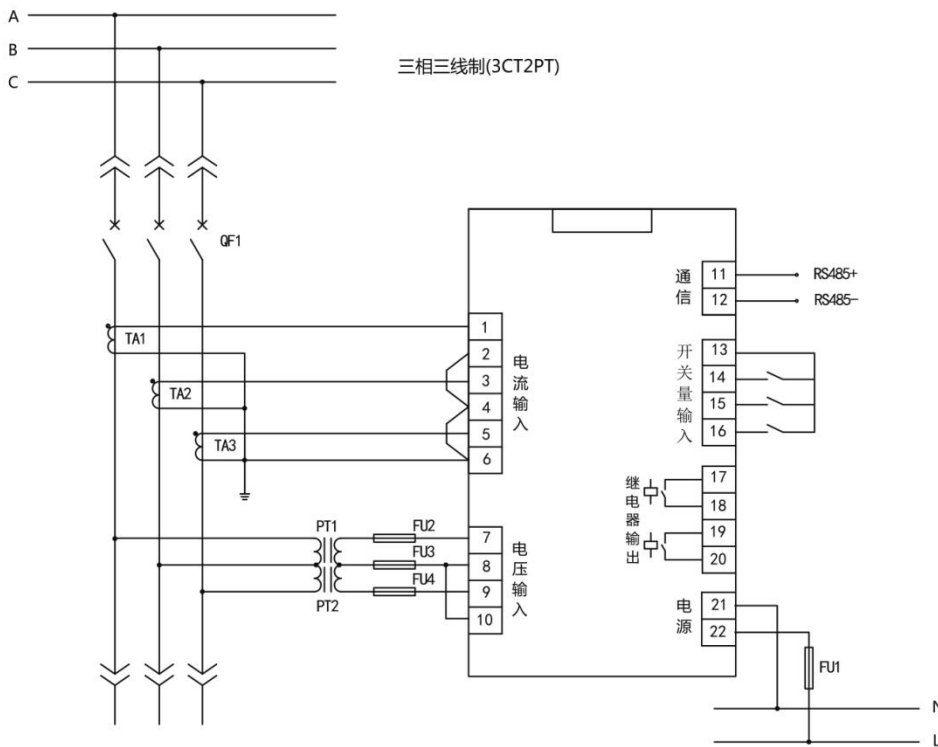 A
B
C
三相三线制(3CT2PT)
QF1
TA1
TA2
TA3
1
2
3
4
5
6
电流输入
PT1
PT2
FU2
FU3
FU4
7
8
9
10
电压输入
通信
11
12
RS485+
RS485-
开关量输入
13
14
15
16
继电器输出
17
18
19
20
电源
21
22
FU1
N
L